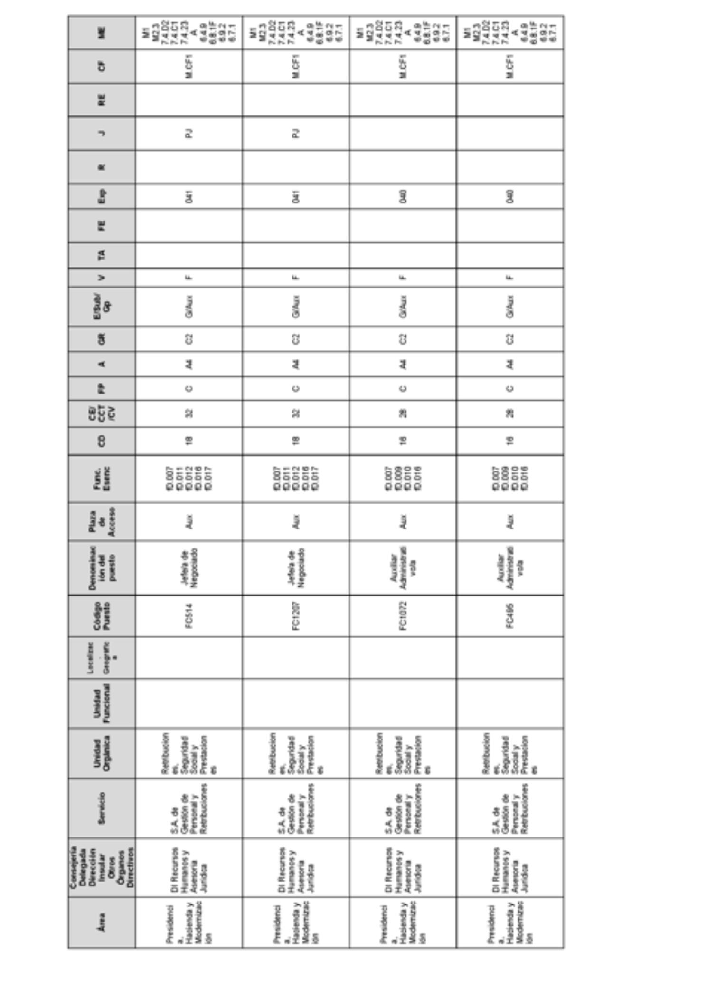 Área
Consejería
Delegada
Dirección
Insular
Otros
Órganos
Directivos
Servicio
Unidad
Orgánica
Unidad
Funcional
Localizac
.
Geográfic
a
Código
Puesto
Denominac
ión del
puesto
Plaza
de
Acceso
Func.
Esenc
CD
CE/
CCT
/CV
FP
A
GR
E/Sub/
Gp
V
TA
FE
Exp
R
J
RE
CF
ME
Presidenci
a,
Hacienda y
Modernizac
ión
DI Recursos
Humanos y
Asesoría
Jurídica
S.A. de
Gestión de
Personal y
Retribuciones
Retribucion
es,
Seguridad
Social y
Prestacion
es
FC514
Jefe/a de
Negociado
Aux
fD.007
fD.011
fD.012
fD.016
fD.017
18
32
C
A4
C2
G/Aux
F
041
PJ
M.CF1
M1
M2.3
7.4.D2
7.4.C1
7.4.23
A
6.4.9
6.8.1F
6.9.2
6.7.1
Presidenci
a,
Hacienda y
Modernizac
ión
DI Recursos
Humanos y
Asesoría
Jurídica
S.A. de
Gestión de
Personal y
Retribuciones
Retribucion
es,
Seguridad
Social y
Prestacion
es
FC1207
Jefe/a de
Negociado
Aux
fD.007
fD.011
fD.012
fD.016
fD.017
18
32
C
A4
C2
G/Aux
F
041
PJ
M.CF1
M1
M2.3
7.4.D2
7.4.C1
7.4.23
A
6.4.9
6.8.1F
6.9.2
6.7.1
Presidenci
a,
Hacienda y
Modernizac
ión
DI Recursos
Humanos y
Asesoría
Jurídica
S.A. de
Gestión de
Personal y
Retribuciones
Retribucion
es,
Seguridad
Social y
Prestacion
es
FC1072
Auxiliar
Administrati
vo/a
Aux
fD.007
fD.009
fD.010
fD.016
16
28
C
A4
C2
G/Aux
F
040
M.CF1
M1
M2.3
7.4.D2
7.4.C1
7.4.23
A
6.4.9
6.8.1F
6.9.2
6.7.1
Presidenci
a,
Hacienda y
Modernizac
ión
DI Recursos
Humanos y
Asesoría
Jurídica
S.A. de
Gestión de
Personal y
Retribuciones
Retribucion
es,
Seguridad
Social y
Prestacion
es
FC495
Auxiliar
Administrati
vo/a
Aux
fD.007
fD.009
fD.010
fD.016
16
28
C
A4
C2
G/Aux
F
040
M.CF1
M1
M2.3
7.4.D2
7.4.C1
7.4.23
A
6.4.9
6.8.1F
6.9.2
6.7.1